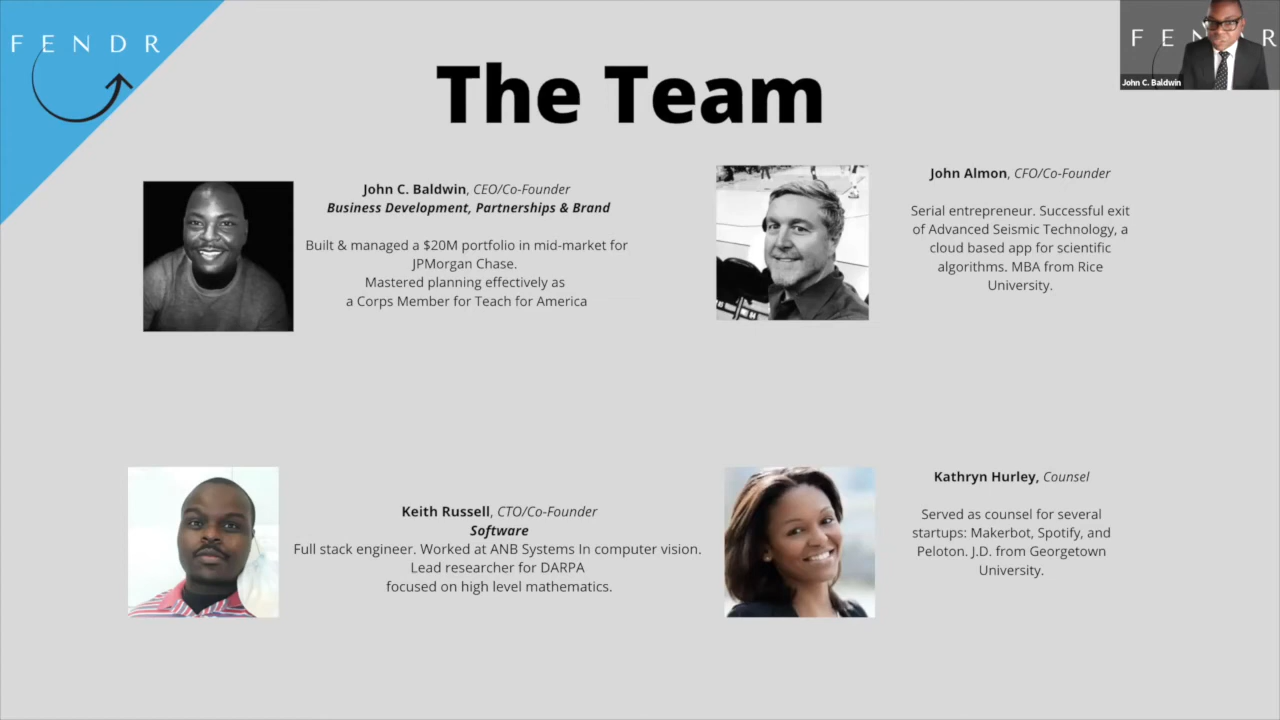 FENDR
The Team
FENDR
John C. Baldwin
John C. Baldwin, CEO/Co-Founder
Business Development, Partnerships & Brand
Built & managed a $20M portfolio in mid-market for
JPMorgan Chase.
Mastered planning effectively as
a Corps Member for Teach for America
John Almon, CFO/Co-Founder
Serial entrepreneur. Successful exit
of Advanced Seismic Technology, a
cloud based app for scientific
algorithms. MBA from Rice
University.
Keith Russell, CTO/Co-Founder
Software
Full stack engineer. Worked at ANB Systems In computer vision.
Lead researcher for DARPA
focused on high level mathematics.
Kathryn Hurley, Counsel
Served as counsel for several
startups: Makerbot, Spotify, and
Peloton. J.D. from Georgetown
University.